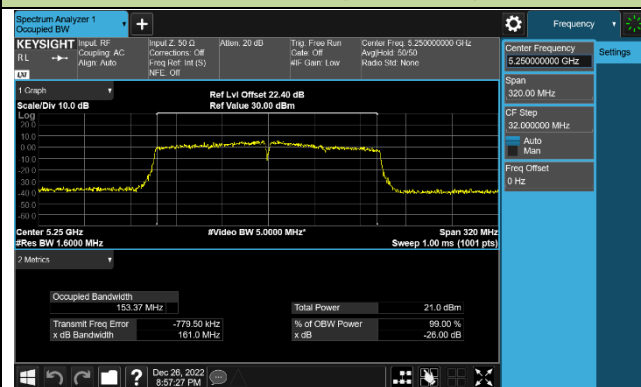 Spectrum Analyzer 1
Occupied BW
Frequency
KEYSIGHT
RL
LXI
Input: RF
Coupling: AC
Align: Auto
Input Z: 50 Ω
Corrections: Off
Freq Ref: Int (S)
NFE: Off
Atten: 20 dB
Trig: Free Run
Gate: Off
#IF Gain: Low
Center Freq: 5.250000000 GHz
Avg|Hold: 50/50
Radio Std: None
Center Frequency
5.250000000 GHz
Settings
Span
320.00 MHz
CF Step
32.000000 MHz
Auto
Man
Freq Offset
0 Hz
1 Graph
Scale/Div 10.0 dB
Ref Lvl Offset 22.40 dB
Ref Value 30.00 dBm
Log
20.0
10.0
0.00
-10.0
-20.0
-30.0
-40.0
-50.0
-60.0
Center 5.25 GHz
#Video BW 5.0000 MHz*
Span 320 MHz
#Res BW 1.6000 MHz
Sweep 1.00 ms (1001 pts)
2 Metrics
Occupied Bandwidth
153.37 MHz
Total Power
21.0 dBm
Transmit Freq Error
-779.50 kHz
% of OBW Power
99.00 %
x dB Bandwidth
161.0 MHz
x dB
-26.00 dB
?
Dec 26, 2022
8:57:27 PM